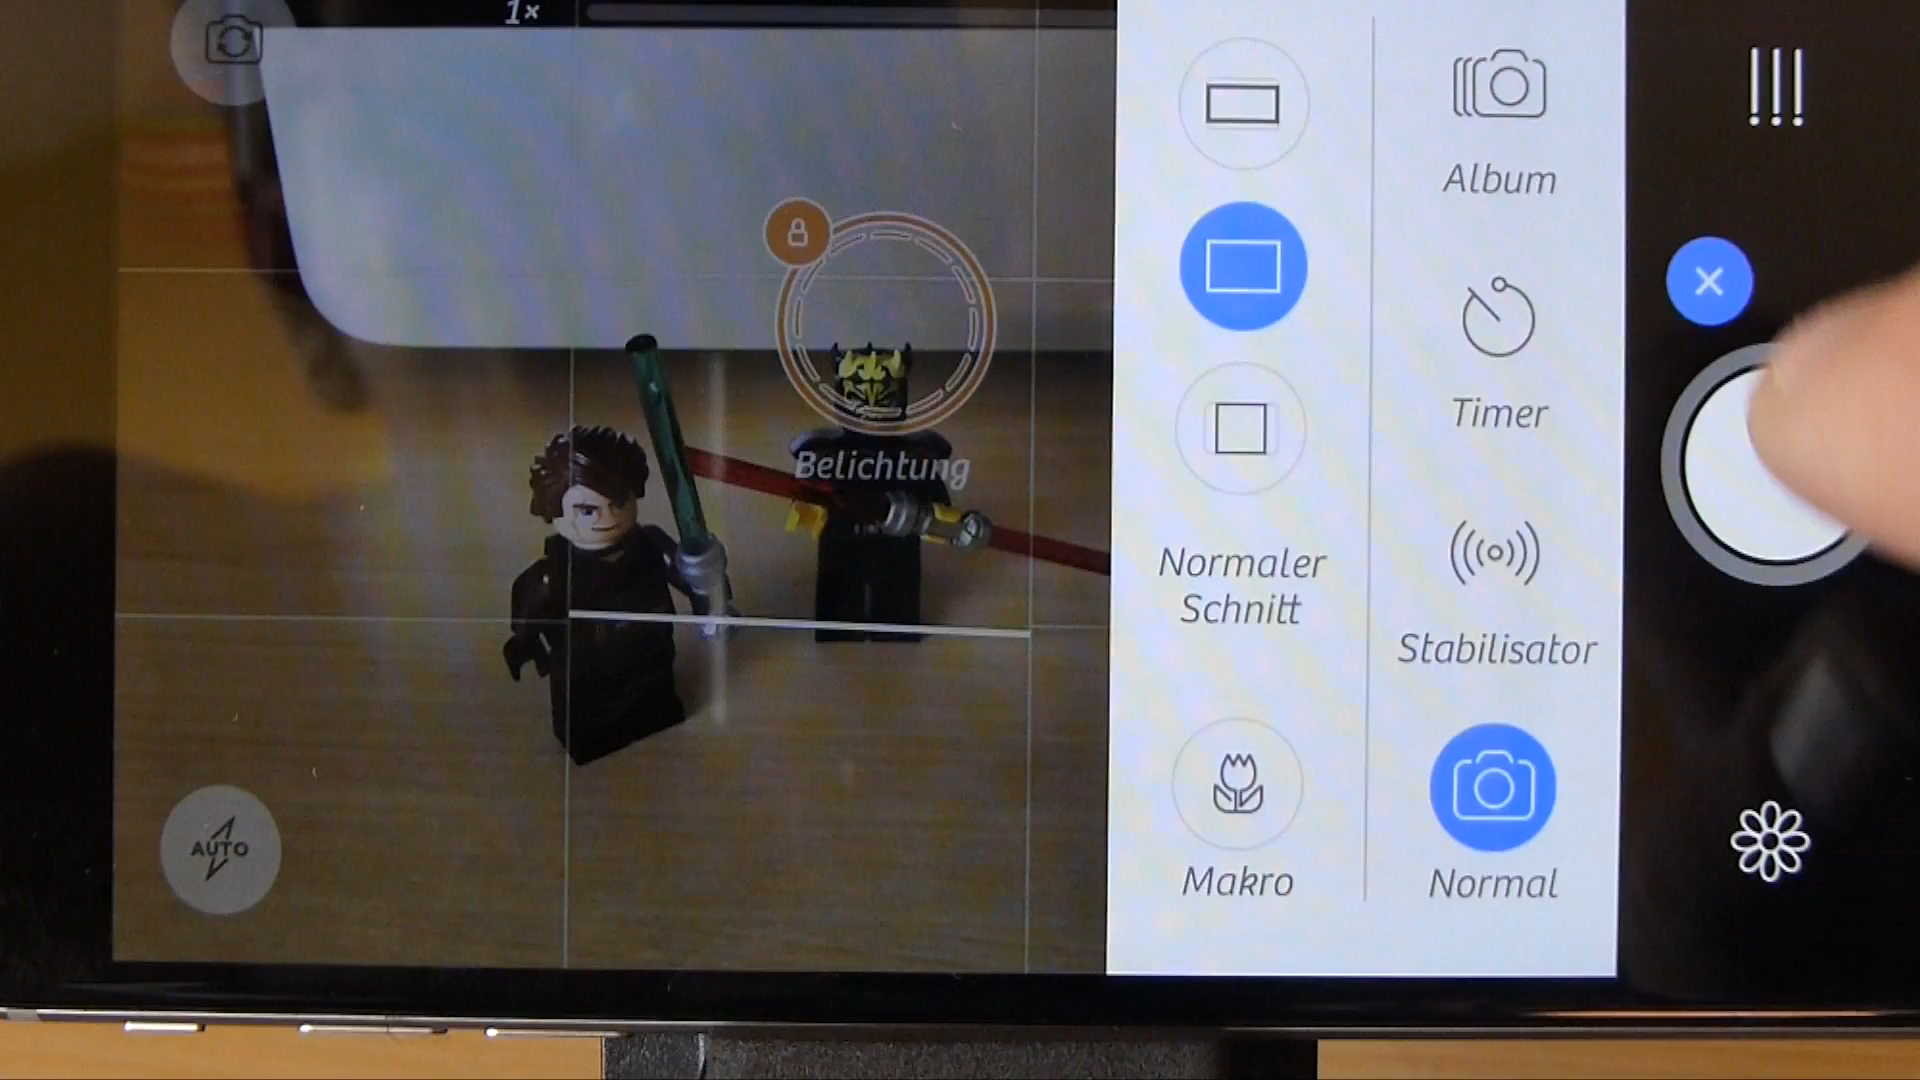 1×
Belichtung
AUTO
Normaler
Schnitt
Makro
Album
Timer
Stabilisator
Normal